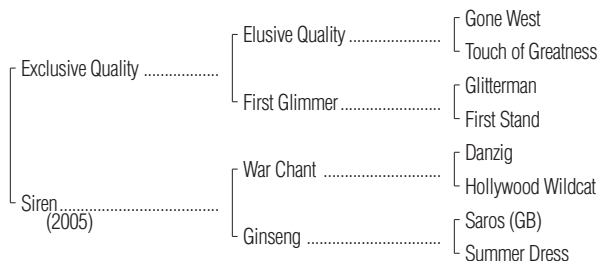 Gone West
Elusive Quality ........................
Touch of Greatness
Exclusive Quality ..................
Glitterman
First Glimmer........................
First Stand
Danzig
War Chant ............................
Hollywood Wildcat
Siren.......................................
(2005)
Saros (GB)
Ginseng ................................
Summer Dress